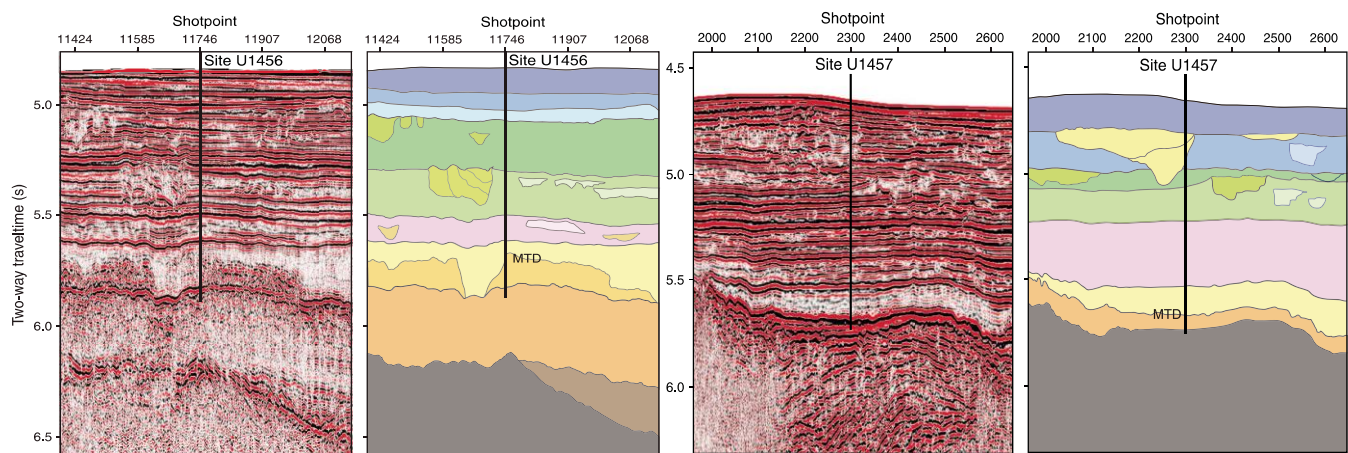 Shotpoint
11424 11585 11746 11907 12068
Site U1456
Shotpoint
11424 11585 11746 11907 12068
Site U1456
MTD
Shotpoint
2000 2100 2200 2300 2400 2500 2600
Site U1457
Shotpoint
2000 2100 2200 2300 2400 2500 2600
Site U1457
MTD
Two-way traveltime (s)
5.0
5.5
6.0
6.5
4.5
5.0
5.5
6.0